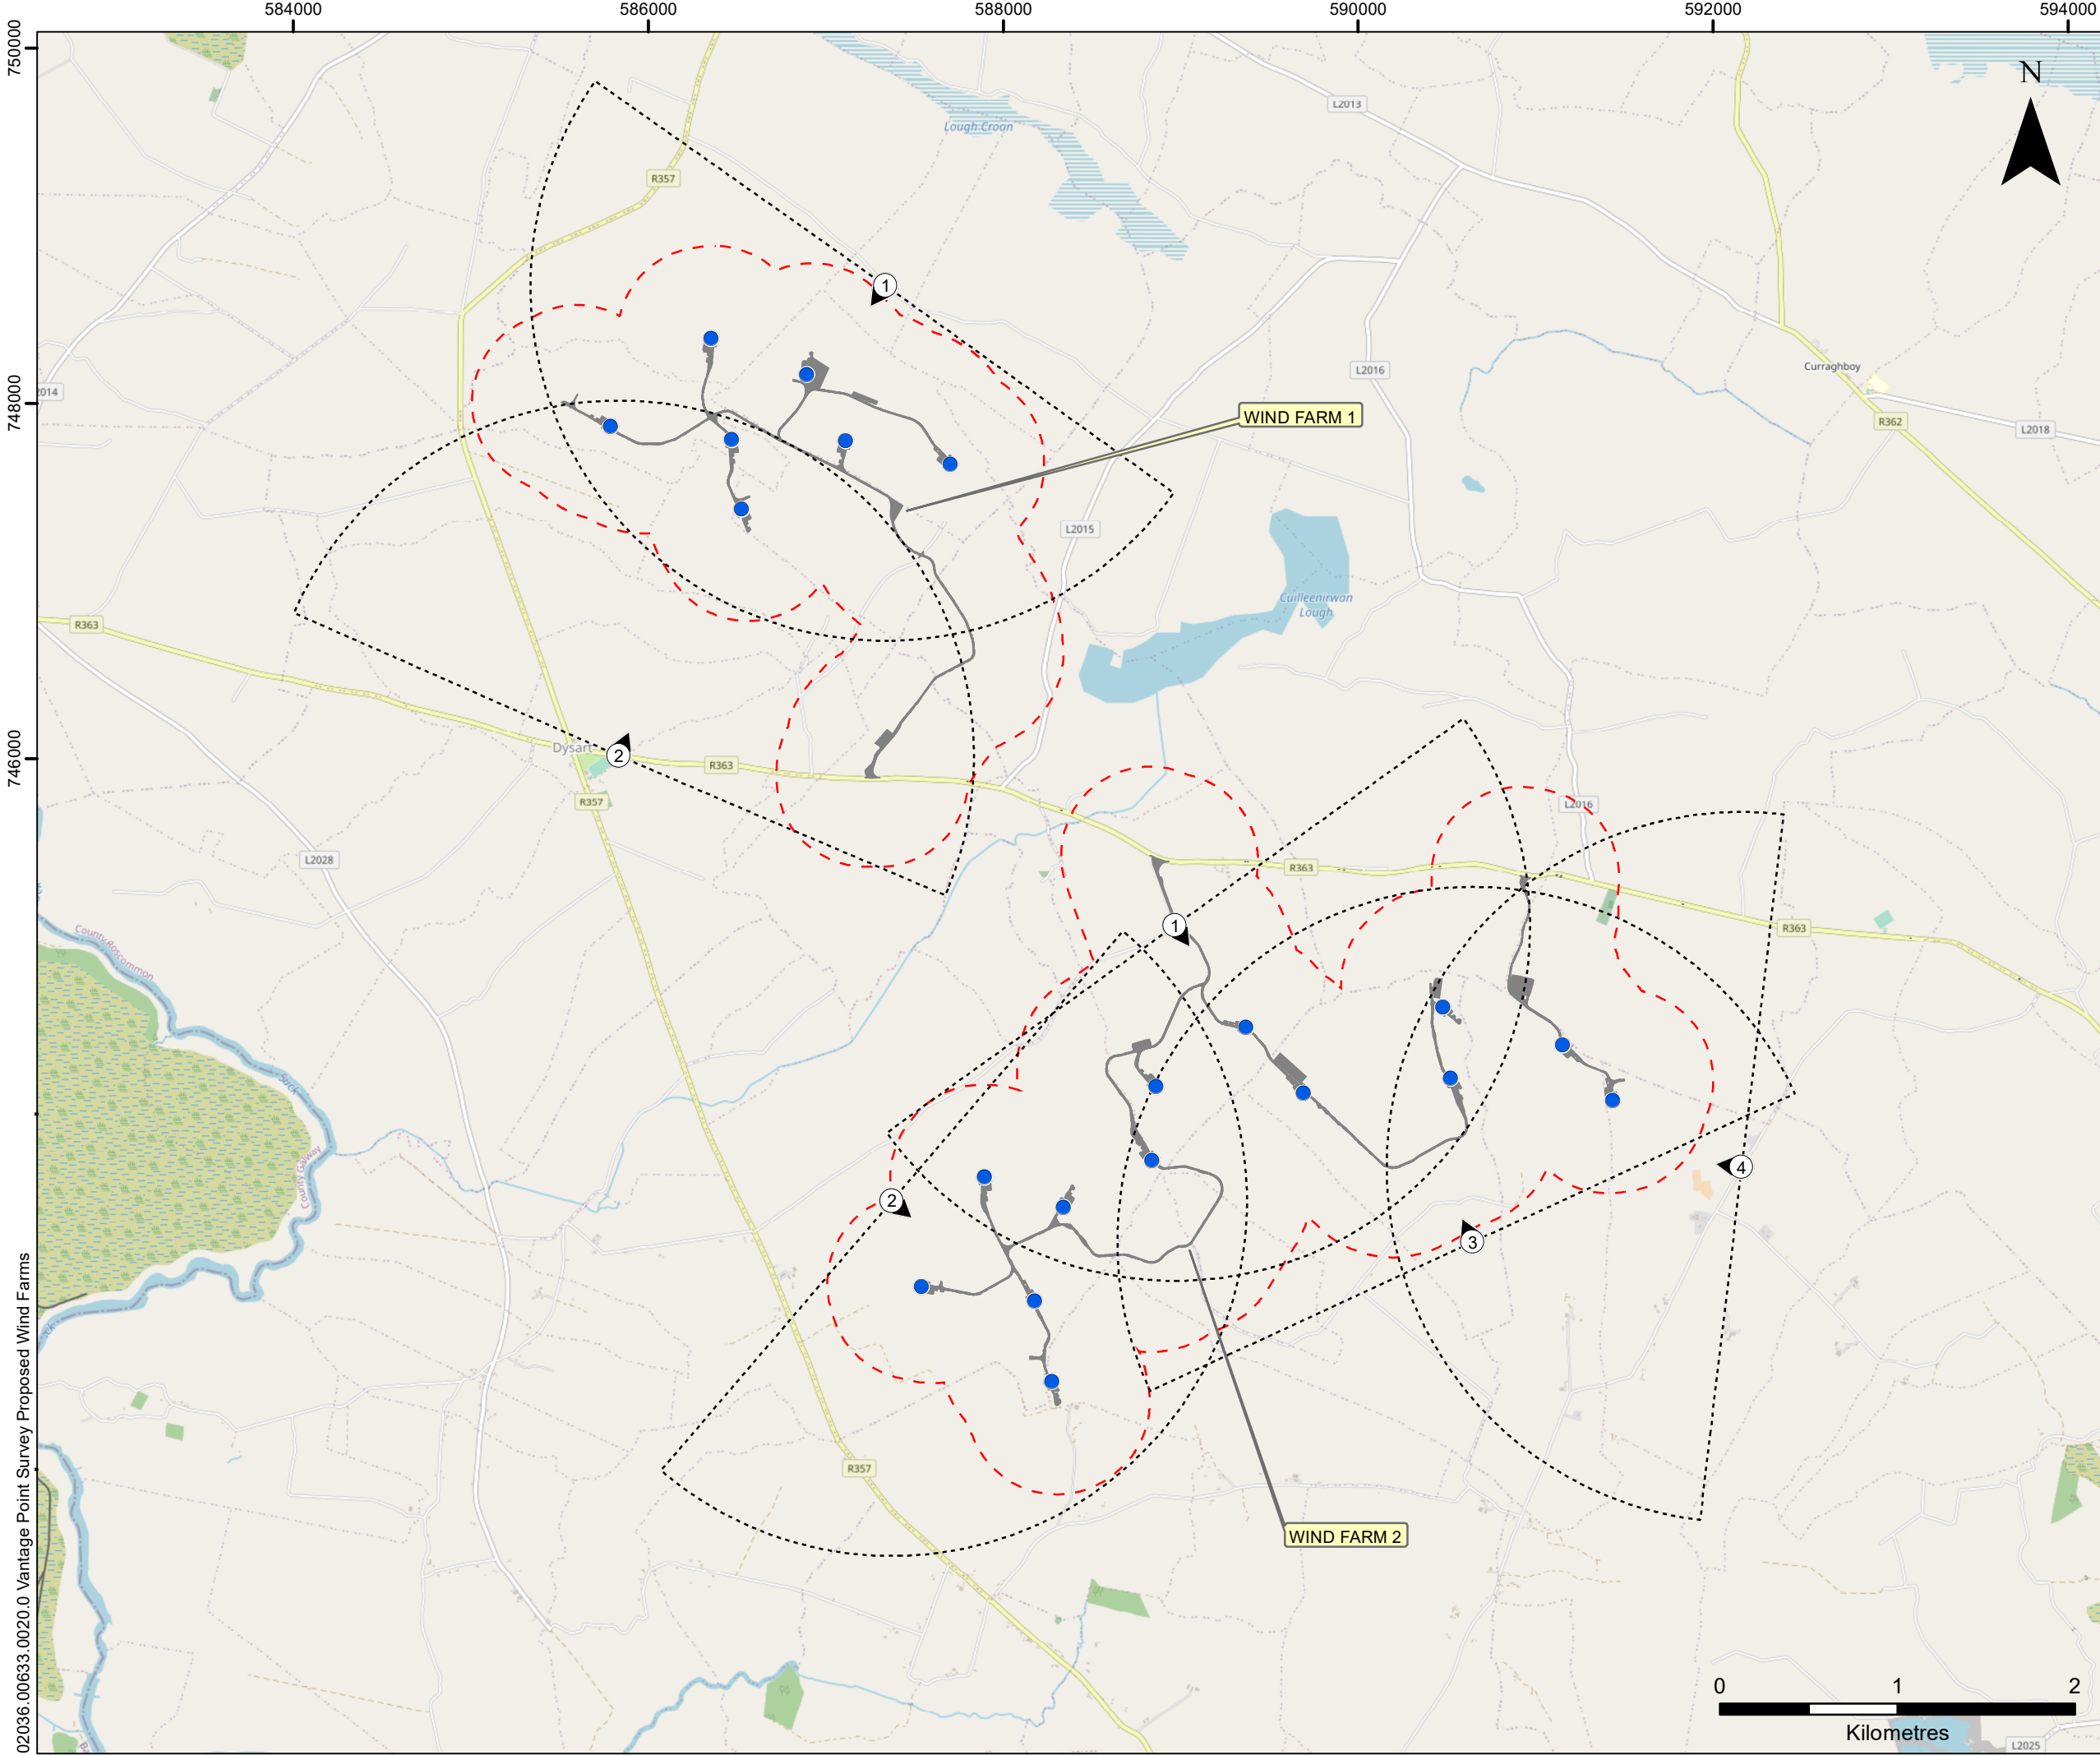 584000
586000
588000
590000
592000
594000
750000
748000
746000
N
L2013
Lough Croan
R357
2014
L2016
Curraghboy
R362
L2018
WIND FARM 1
1
L2015
Cuilleenirwan
Lough
R363
Dysart
2
R363
R357
L2016
L2028
R363
R363
County Roscommon
1
Suck
County Galway
2
4
3
R357
WIND FARM 2
0
1
2
Kilometres
L2025
02036.00633.0020.0 Vantage Point Survey Proposed Wind Farms